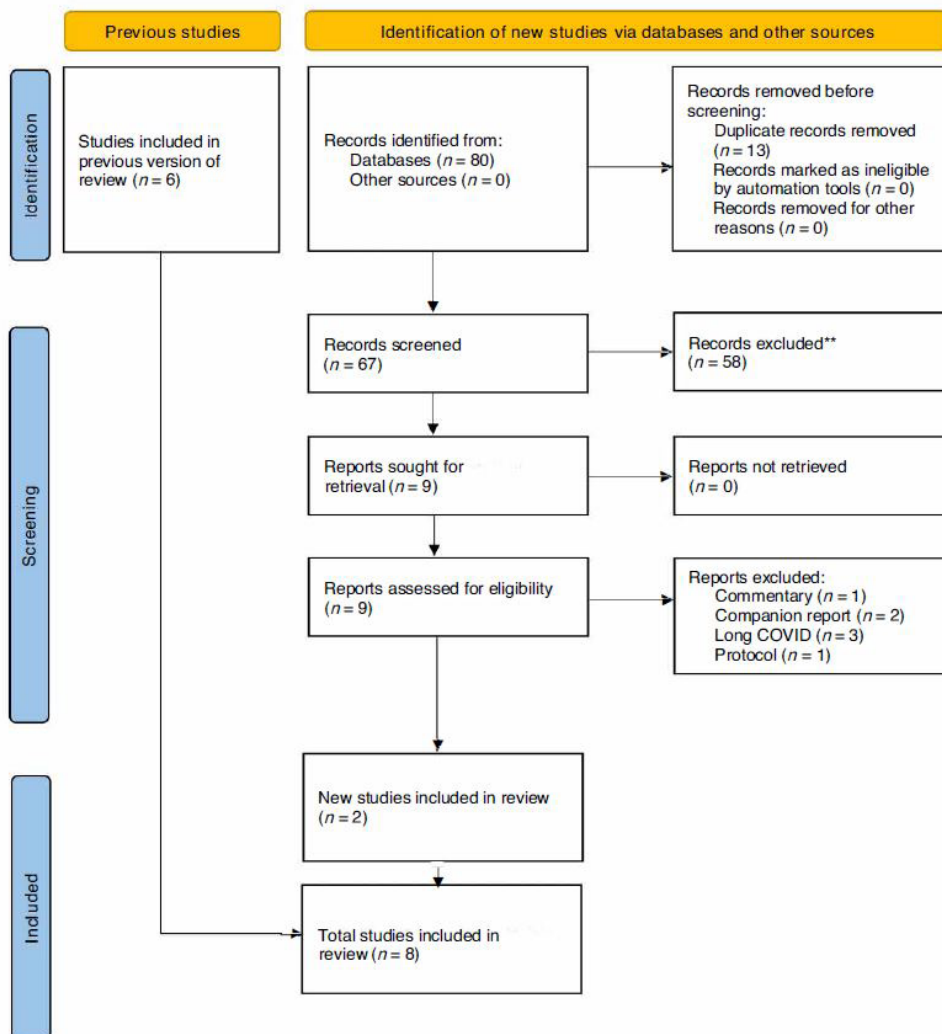 Previous studies
Identification of new studies via databases and other sources
Identification
Studies included in
previous version of
review (n = 6)
Records identified from:
Databases (n = 80)
Other sources (n = 0)
Records removed before
screening:
Duplicate records removed
(n = 13)
Records marked as ineligible
by automation tools (n = 0)
Records removed for other
reasons (n = 0)
Screening
Records screened
(n = 67)
Records excluded**
(n = 58)
Reports sought for
retrieval (n = 9)
Reports not retrieved
(n = 0)
Reports assessed for eligibility
(n = 9)
Reports excluded:
Commentary (n = 1)
Companion report (n = 2)
Long COVID (n = 3)
Protocol (n = 1)
Included
New studies included in review
(n = 2)
Total studies included in
review (n = 8)